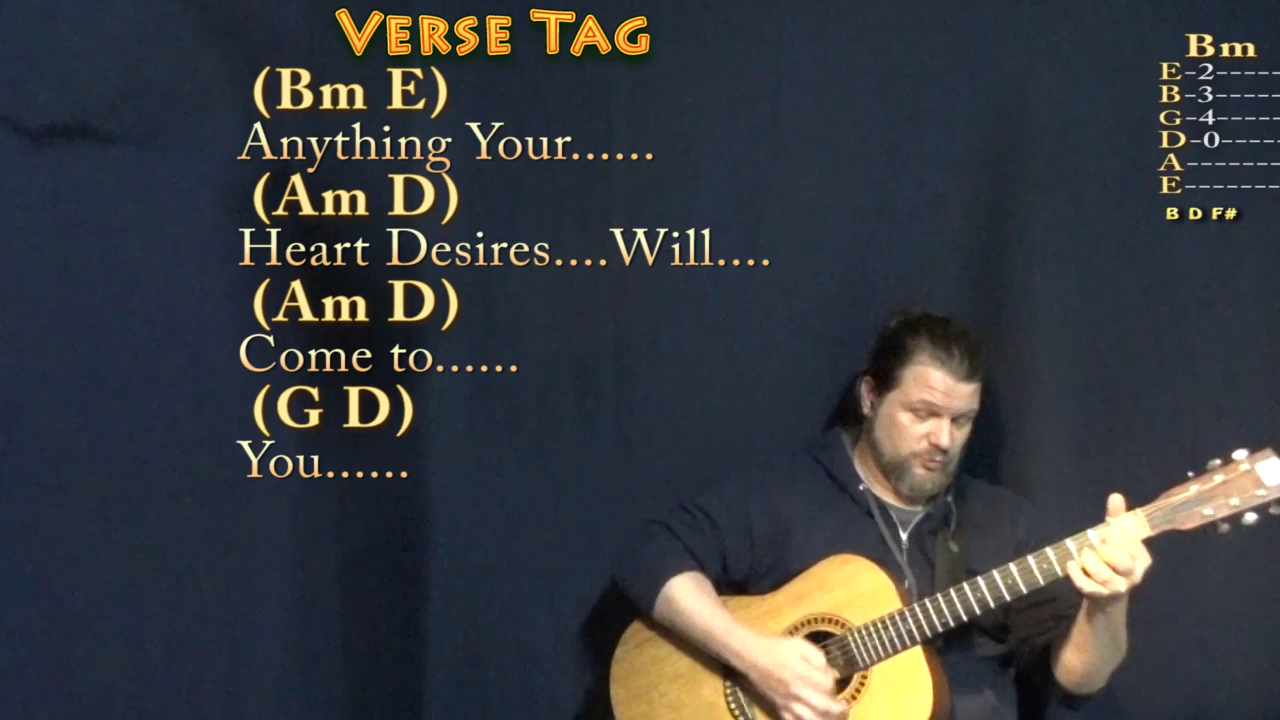 VERSE TAG
(Bm E)
Anything Your......
(Am D)
Heart Desires....Will....
(Am D)
Come to......
(G D)
You......
Bm
E-2-----
B-3-----
G-4-----
D-0-----
A-------
E-------
B D F#